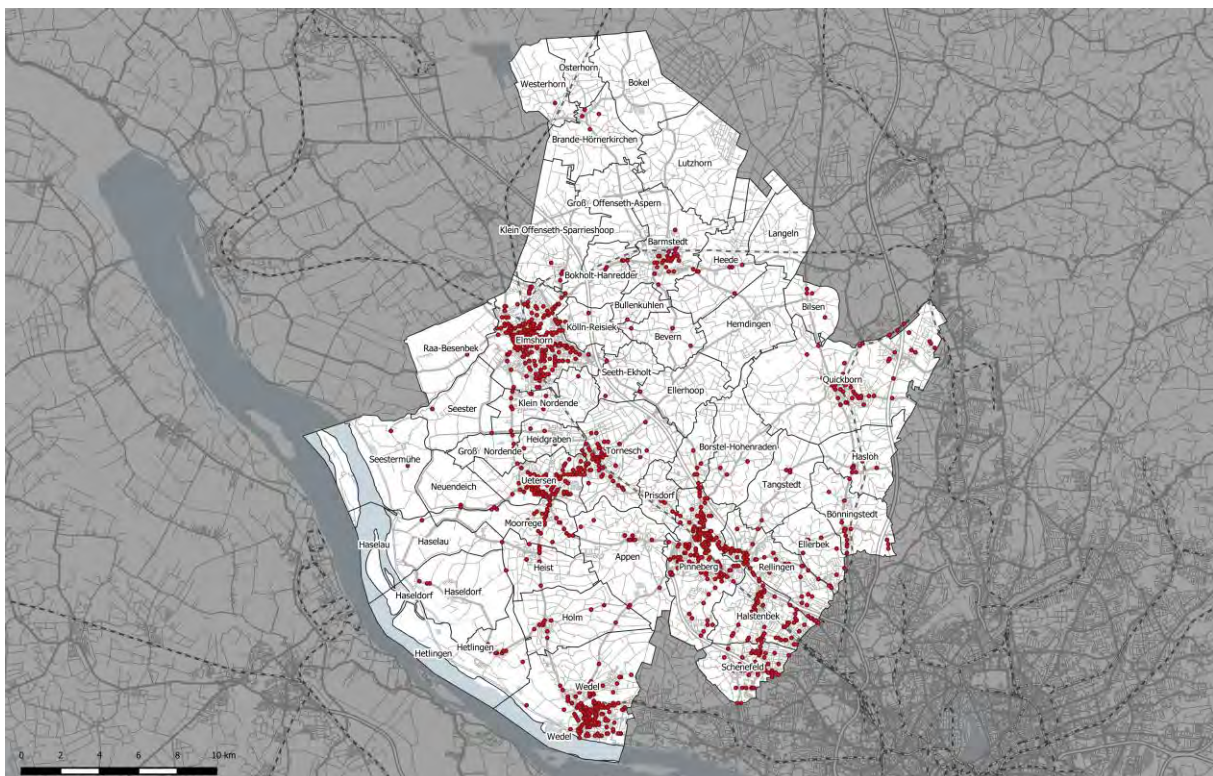 Osterhorn
Westerhorn
Bokel
Brande-Hörnerkirchen
Lutzhorn
Groß Offenseth-Aspern
Klein Offenseth-Sparrieshoop
Langeln
Barmstedt
Heede
Bokholt-Hanredder
Bullenkuhlen
Bilsen
Kölln-Reisiek
Hemdingen
Bevern
Elmshorn
Raa-Besenbek
Seeth-Ekholt
Quickborn
Ellerhoop
Klein Nordende
Seester
Heidgraben
Borstel-Hohenraden
Groß Nordende
Tornesch
Seestermühe
Hasloh
Uetersen
Tangstedt
Neuendeich
Prisdorf
Bönningstedt
Moorrege
Haselau
Haselau
Ellerbek
Appen
Heist
Pinneberg
Rellingen
Haseldorf
Haseldorf
Holm
Halstenbek
Hetlingen
Hetlingen
Schenefeld
Wedel
Wedel
0 2 4 6 8 10 km